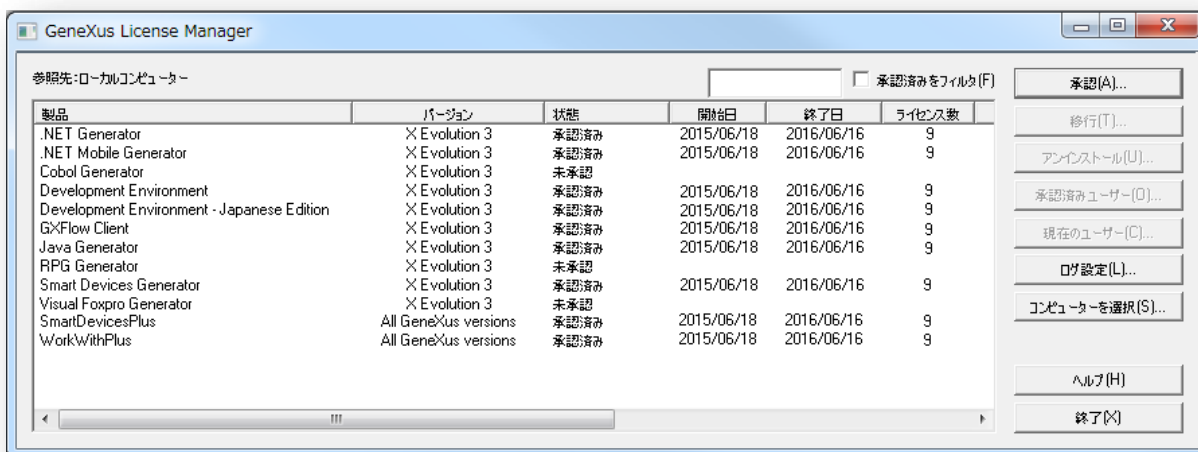 GeneXus License Manager
参照先:ローカルコンピューター
承認済みをフィルタ(F)
承認(A)...
製品 バージョン 状態 開始日 終了日 ライセンス数
.NET Generator X Evolution 3 承認済み 2015/06/18 2016/06/16 9
移行(T)...
.NET Mobile Generator X Evolution 3 承認済み 2015/06/18 2016/06/16 9
Cobol Generator X Evolution 3 未承認
アンインストール(U)...
Development Environment X Evolution 3 承認済み 2015/06/18 2016/06/16 9
承認済みユーザー(O)...
Development Environment - Japanese Edition X Evolution 3 承認済み 2015/06/18 2016/06/16 9
GXFlow Client X Evolution 3 承認済み 2015/06/18 2016/06/16 9
現在のユーザー(C)...
Java Generator X Evolution 3 承認済み 2015/06/18 2016/06/16 9
RPG Generator X Evolution 3 未承認
ログ設定(L)...
Smart Devices Generator X Evolution 3 承認済み 2015/06/18 2016/06/16 9
Visual Foxpro Generator X Evolution 3 未承認
コンピューターを選択(S)...
SmartDevicesPlus All GeneXus versions 承認済み 2015/06/18 2016/06/16 9
WorkWithPlus All GeneXus versions 承認済み 2015/06/18 2016/06/16 9
ヘルプ(H)
終了(X)